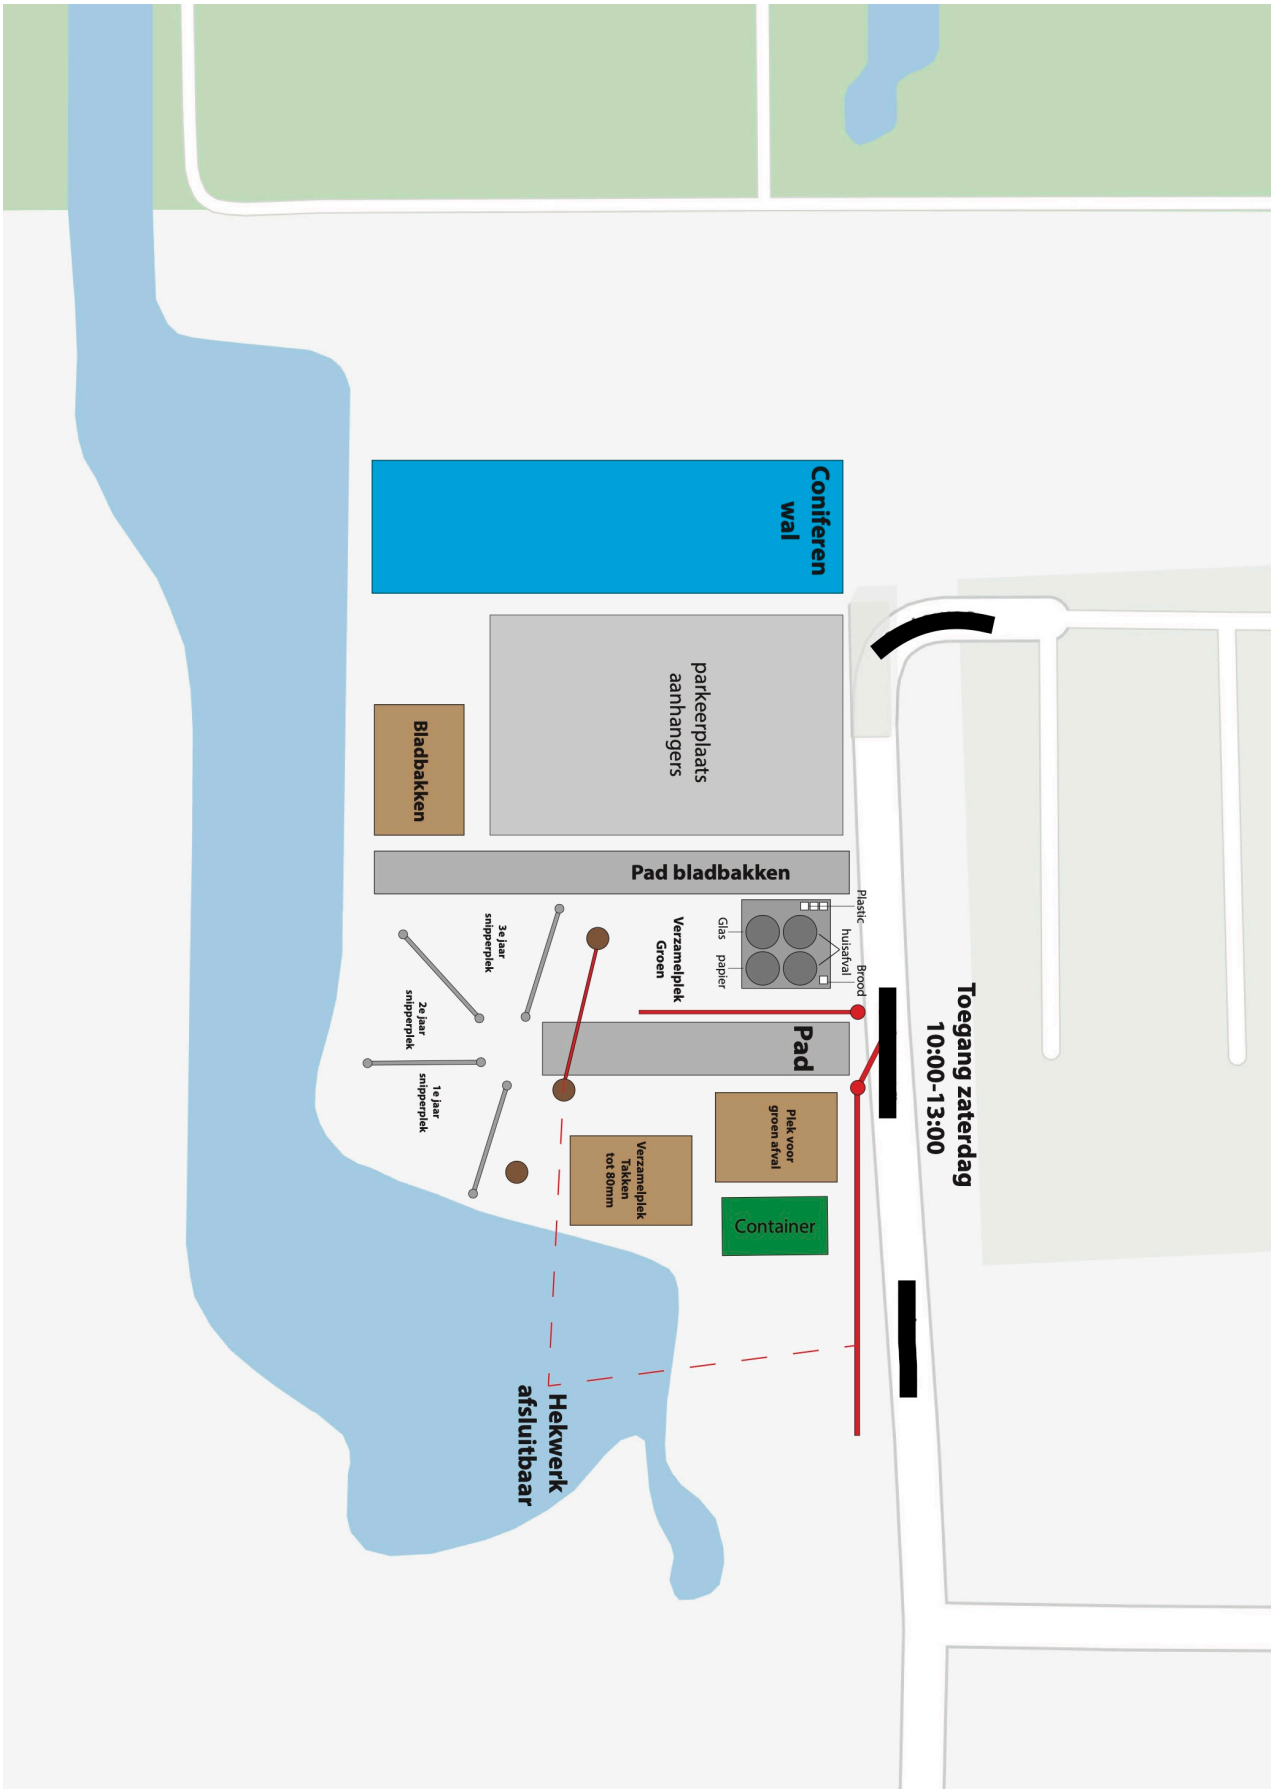 Coniferen
wal
parkeerplaats
aanhangers
Bladbakken
Pad bladbakken
Plastic
huisafval
Brood
Glas
papier
Verzamelplek
Groen
3e jaar
snipperplek
2e jaar
snipperplek
1e jaar
snipperplek
Toegang zaterdag
10:00-13:00
Pad
Plek voor
groen afval
Verzamelplek
Takken
tot 80mm
Container
Hekwerk
afsluitbaar